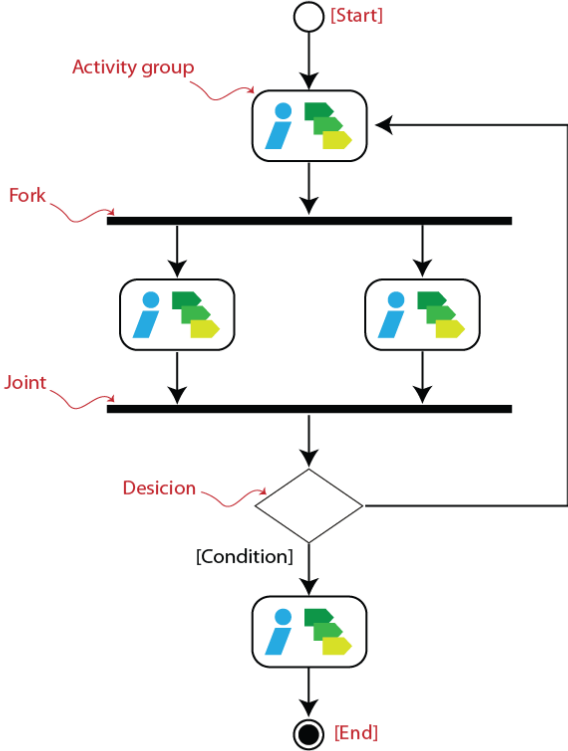 [Start]
Activity group
Fork
Joint
Desicion
[Condition]
[End]